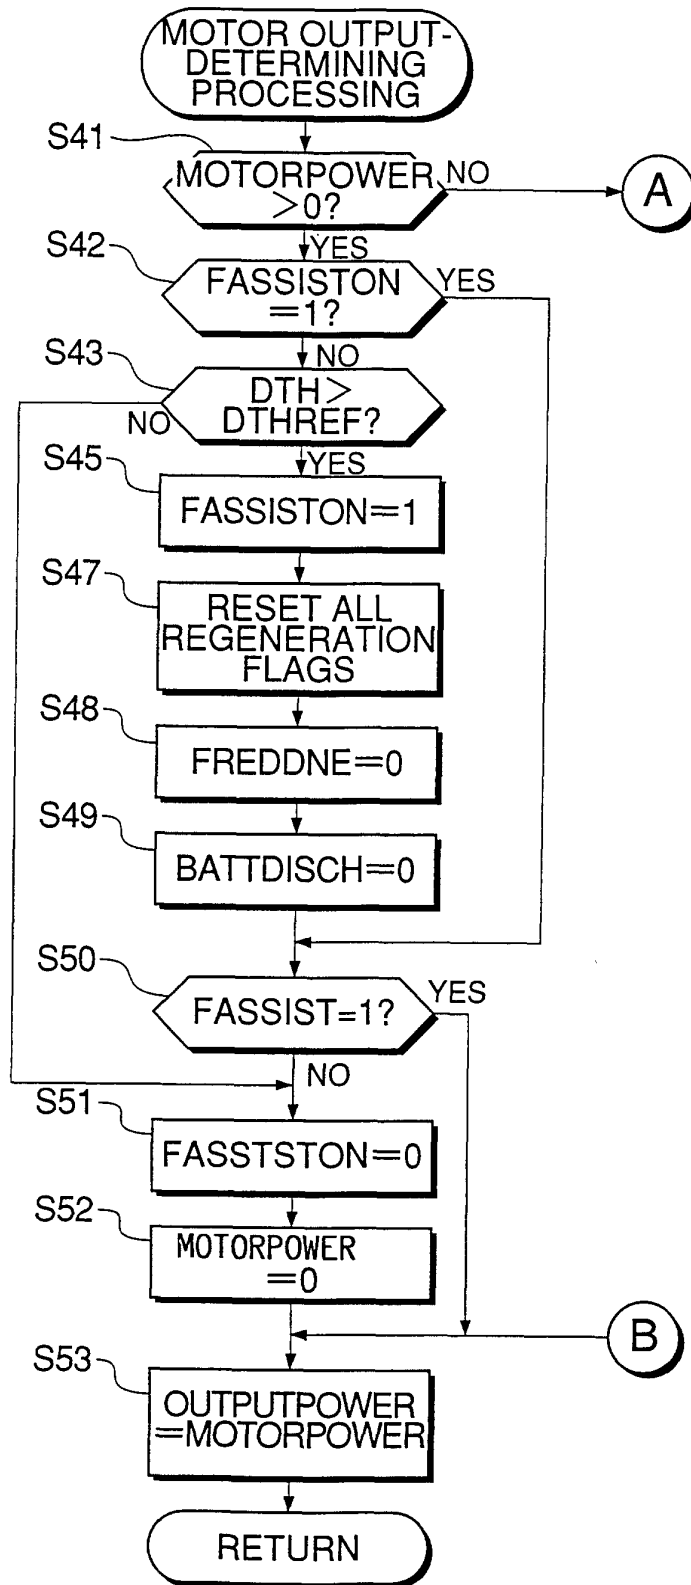 MOTOR OUTPUT-
DETERMINING
PROCESSING
S41
MOTORPOWER
>0?
NO
A
YES
S42
FASSISTON
=1?
YES
NO
S43
DTH>
DTHREF?
NO
YES
S45
FASSISTON=1
S47
RESET ALL
REGENERATION
FLAGS
S48
FREDDNE=0
S49
BATTDISCH=0
S50
FASSIST=1?
YES
NO
S51
FASSTSTON=0
S52
MOTORPOWER
=0
B
S53
OUTPUTPOWER
=MOTORPOWER
RETURN